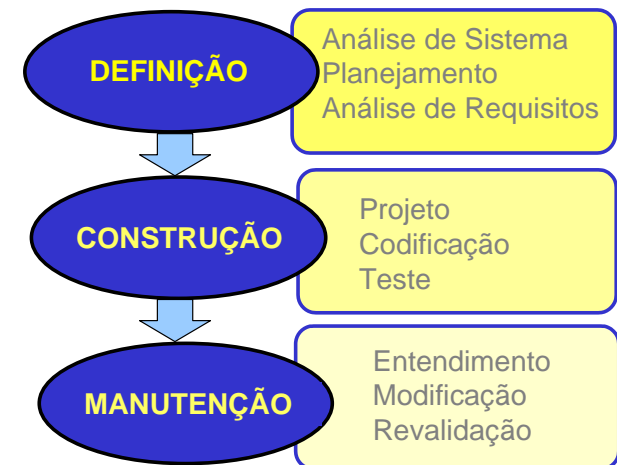 DEFINIÇÃO
Análise de Sistema
Planejamento
Análise de Requisitos
CONSTRUÇÃO
Projeto
Codificação
Teste
MANUTENÇÃO
Entendimento
Modificação
Revalidação